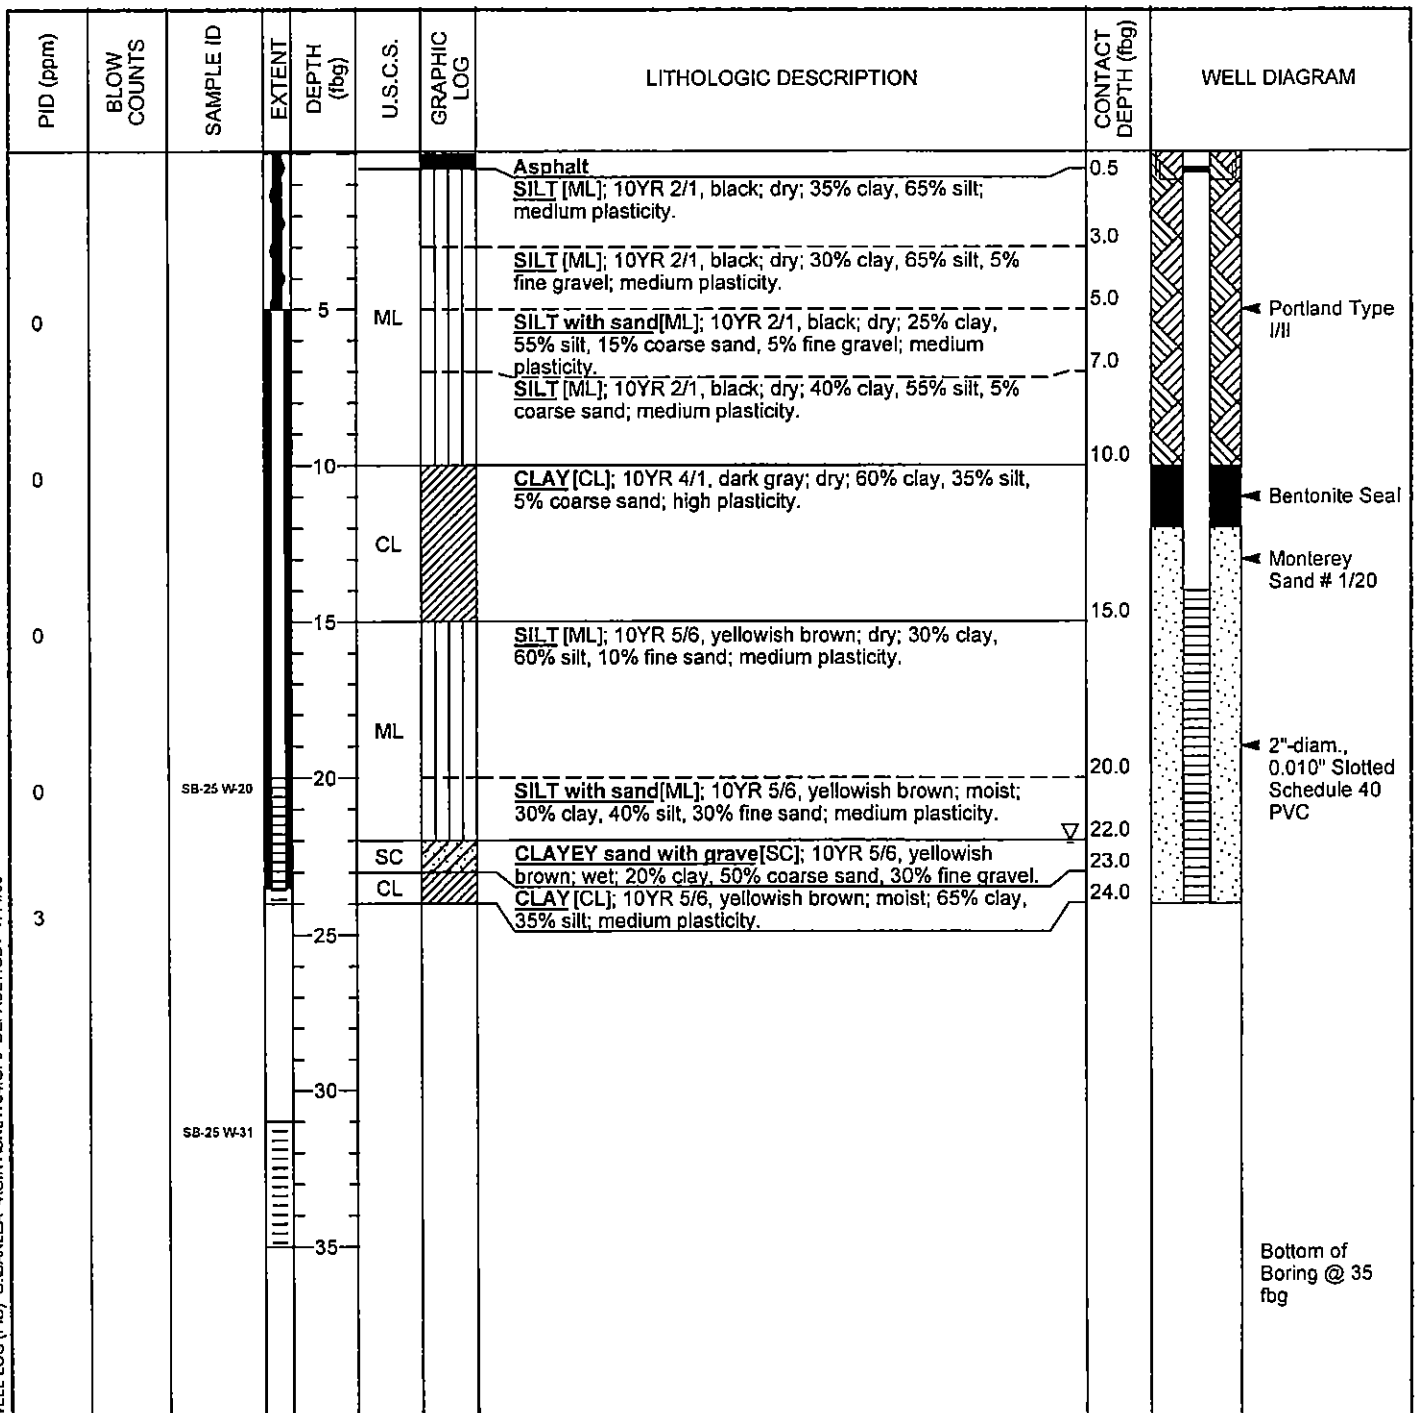 PID (ppm)
BLOW
COUNTS
SAMPLE ID
EXTENT
DEPTH
(fbg)
U.S.C.S.
GRAPHIC
LOG
LITHOLOGIC DESCRIPTION
CONTACT
DEPTH (fbg)
WELL DIAGRAM
Asphalt
0.5
SILT [ML]; 10YR 2/1, black; dry; 35% clay, 65% silt;
medium plasticity.
3.0
SILT [ML]; 10YR 2/1, black; dry; 30% clay, 65% silt, 5%
fine gravel; medium plasticity.
5.0
0
5
ML
SILT with sand[ML]; 10YR 2/1, black; dry; 25% clay,
55% silt, 15% coarse sand, 5% fine gravel; medium
plasticity.
Portland Type
I/II
7.0
SILT [ML]; 10YR 2/1, black; dry; 40% clay, 55% silt, 5%
coarse sand; medium plasticity.
10.0
0
10
CLAY [CL]; 10YR 4/1, dark gray; dry; 60% clay, 35% silt,
5% coarse sand; high plasticity.
Bentonite Seal
CL
Monterey
Sand # 1/20
15.0
0
15
SILT [ML]; 10YR 5/6, yellowish brown; dry; 30% clay,
60% silt, 10% fine sand; medium plasticity.
ML
2"-diam.,
0.010" Slotted
Schedule 40
PVC
20.0
0
SB-25 W-20
20
SILT with sand[ML]; 10YR 5/6, yellowish brown; moist;
30% clay, 40% silt, 30% fine sand; medium plasticity.
22.0
SC
CLAYEY sand with grave[SC]; 10YR 5/6, yellowish
brown; wet; 20% clay, 50% coarse sand, 30% fine gravel.
23.0
CL
CLAY [CL]; 10YR 5/6, yellowish brown; moist; 65% clay,
35% silt; medium plasticity.
24.0
3
25
30
SB-25 W-31
35
Bottom of
Boring @ 35
fbg